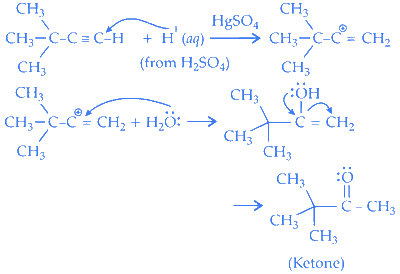 CH₃
CH₃–C–C≡C–H + H⁺ (aq) HgSO₄ CH₃–C–C⊕=CH₂
CH₃ (from H₂SO₄) CH₃
CH₃
CH₃–C–C⊕=CH₂ + H₂O: ⟶ CH₃ :OH
CH₃ C=CH₂
CH₃
CH₃
⟶ CH₃ :O:
CH₃ C–CH₃
CH₃
(Ketone)